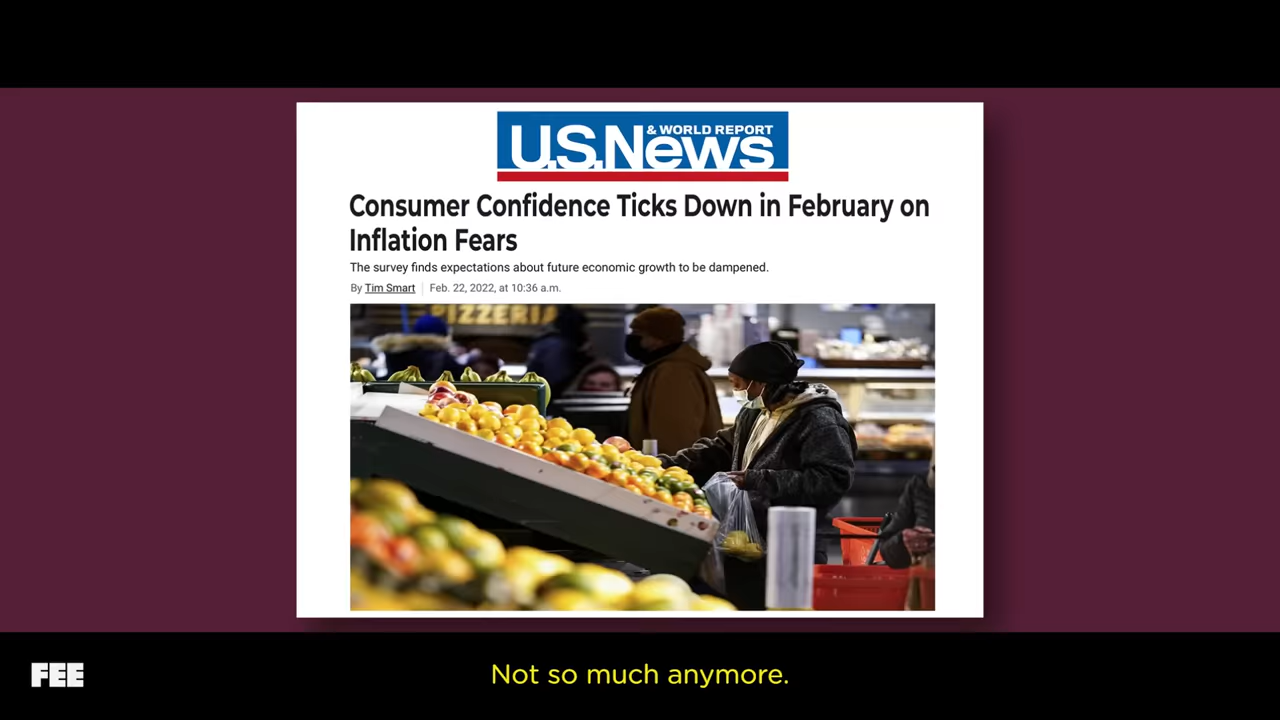 U.S.News
& WORLD REPORT
Consumer Confidence Ticks Down in February on
Inflation Fears
The survey finds expectations about future economic growth to be dampened.
By Tim Smart | Feb. 22, 2022, at 10:36 a.m.
PIZZERIA
FEE
Not so much anymore.